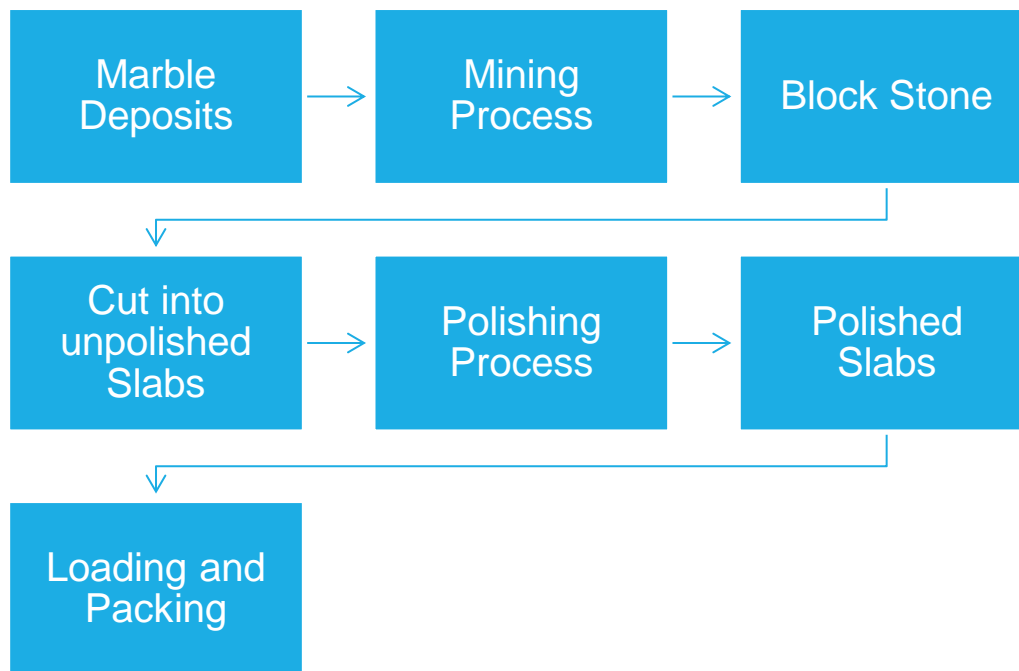 Marble
Deposits
Mining
Process
Block Stone
Cut into
unpolished
Slabs
Polishing
Process
Polished
Slabs
Loading and
Packing